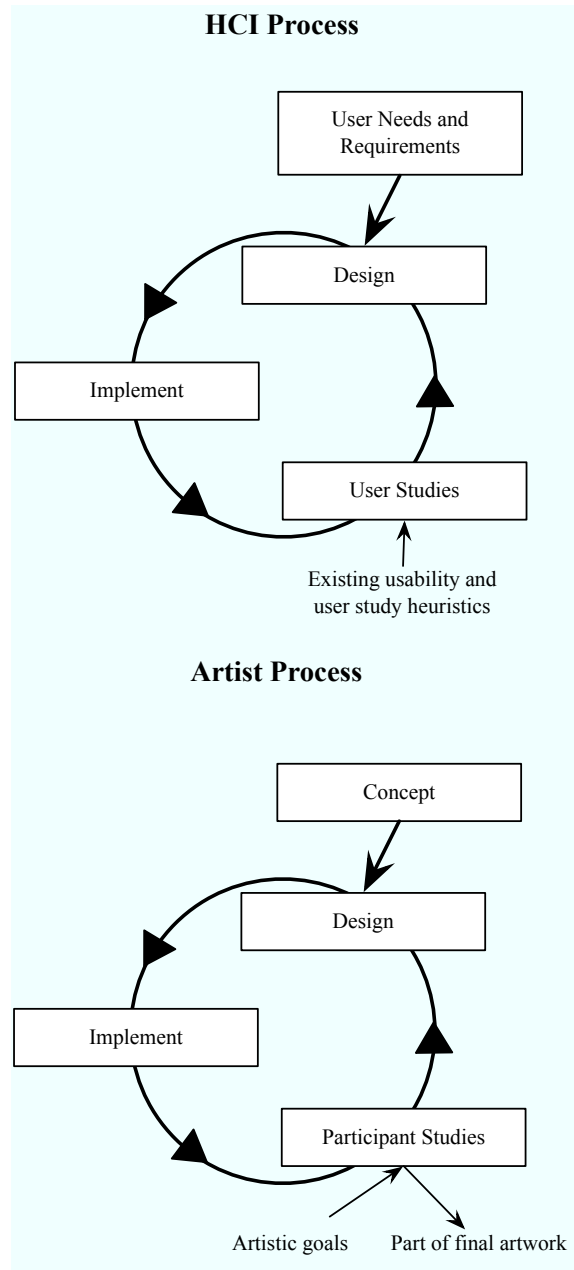 HCI Process
User Needs and
Requirements
Design
Implement
User Studies
Existing usability and
user study heuristics
Artist Process
Concept
Design
Implement
Participant Studies
Artistic goals
Part of final artwork